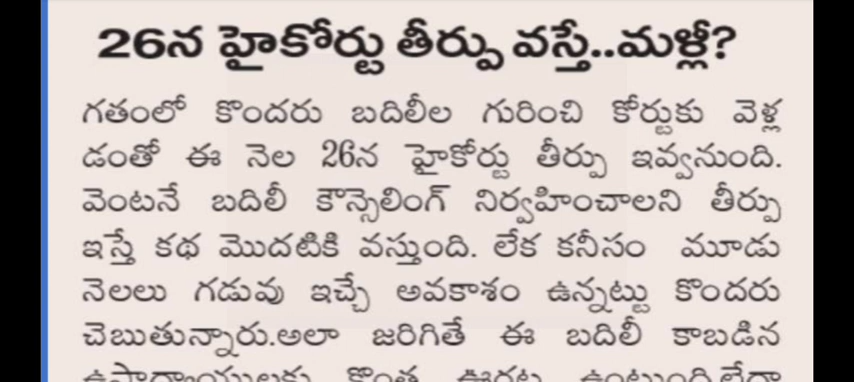 26న హైకోర్టు తీర్పు వస్తే..మళ్లీ?
గతంలో కొందరు బదిలీల గురించి కోర్టుకు వెళ్ల
డంతో ఈ నెల 26న హైకోర్టు తీర్పు ఇవ్వనుంది.
వెంటనే బదిలీ కౌన్సెలింగ్ నిర్వహించాలని తీర్పు
ఇస్తే కథ మొదటికి వస్తుంది. లేక కనీసం మూడు
నెలలు గడువు ఇచ్చే అవకాశం ఉన్నట్టు కొందరు
చెబుతున్నారు.అలా జరిగితే ఈ బదిలీ కాబడిన